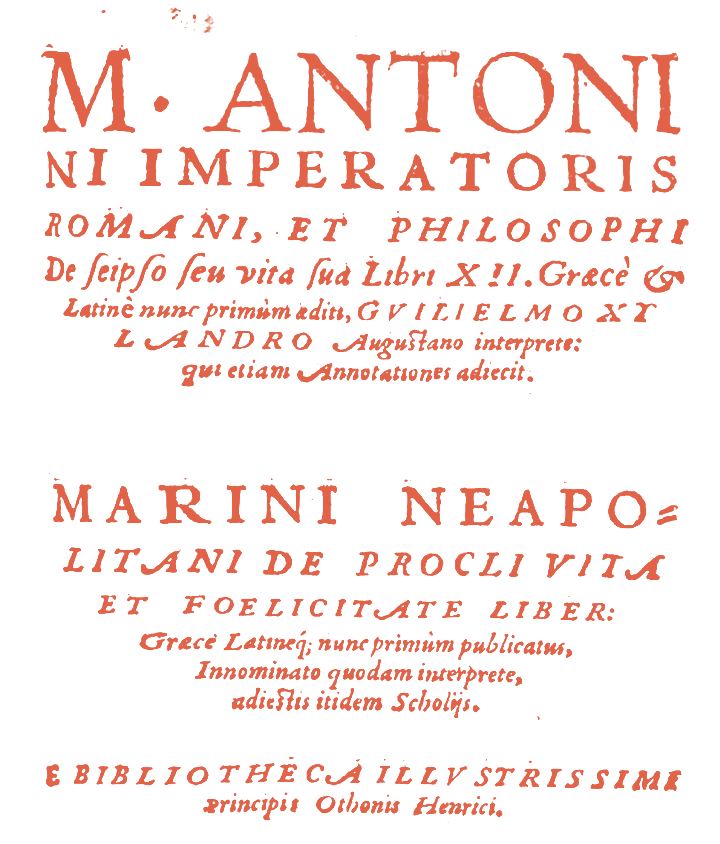 M. ANTONI
NI IMPERATORIS
ROMANI, ET PHILOSOPHI
De ſeipſo ſeu vita ſua Libri XII. Græcè &
Latinè nunc primùm æditi, GVILIELMO XY
LANDRO Auguſtano interprete:
qui etiam Annotationes adiecit.
MARINI NEAPO=
LITANI DE PROCLI VITA
ET FOELICITATE LIBER:
Græcè Latineq́; nunc primùm publicatus,
Innominato quodam interprete,
adiectis itidem Scholijs.
E BIBLIOTHECA ILLVSTRISSIMI
principis Othonis Henrici.